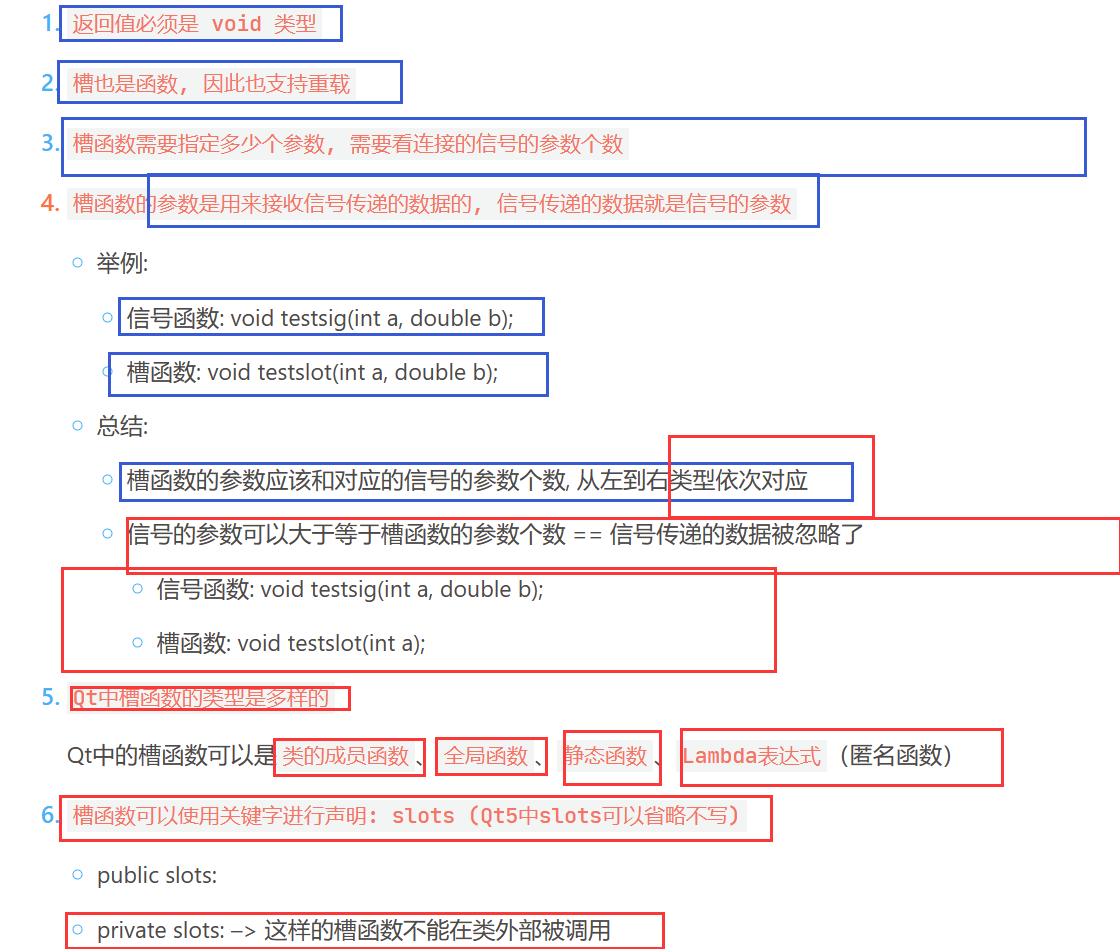 1. 返回值必须是 void 类型
2. 槽也是函数, 因此也支持重载
3. 槽函数需要指定多少个参数, 需要看连接的信号的参数个数
4. 槽函数的参数是用来接收信号传递的数据的, 信号传递的数据就是信号的参数
举例:
信号函数: void testsig(int a, double b);
槽函数: void testslot(int a, double b);
总结:
槽函数的参数应该和对应的信号的参数个数, 从左到右类型依次对应
信号的参数可以大于等于槽函数的参数个数 == 信号传递的数据被忽略了
信号函数: void testsig(int a, double b);
槽函数: void testslot(int a);
5. Qt中槽函数的类型是多样的
Qt中的槽函数可以是类的成员函数、全局函数、静态函数、Lambda表达式（匿名函数）
6. 槽函数可以使用关键字进行声明: slots (Qt5中slots可以省略不写)
public slots:
private slots: –> 这样的槽函数不能在类外部被调用